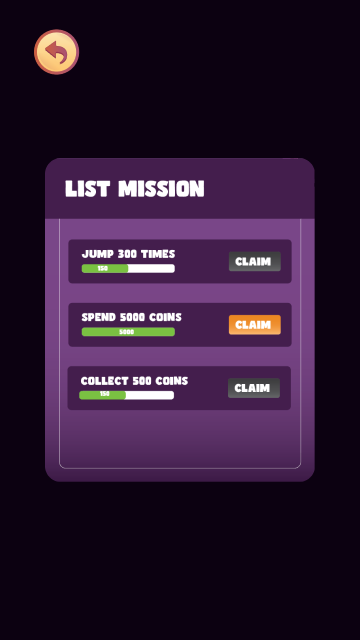 LIST MISSION
JUMP 300 TIMES
150
CLAIM
SPEND 5000 COINS
5000
CLAIM
COLLECT 500 COINS
150
CLAIM